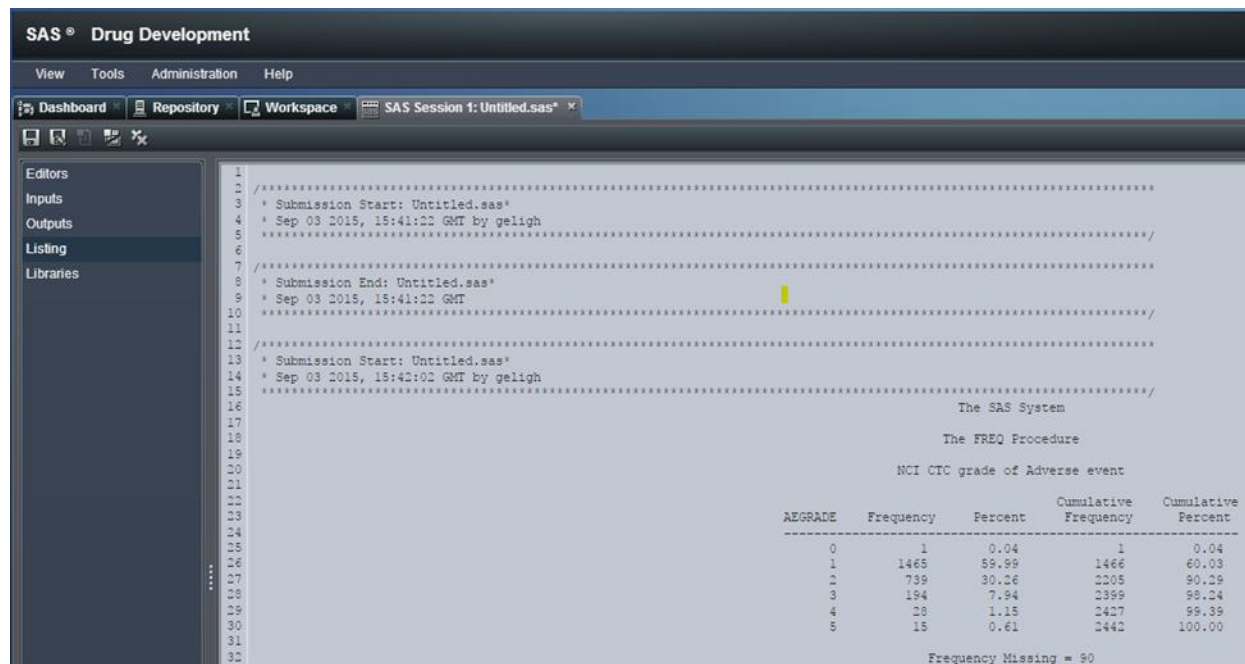 SAS ® Drug Development
View Tools Administration Help
Dashboard × Repository × Workspace × SAS Session 1: Untitled.sas* ×
Editors
Inputs
Outputs
Listing
Libraries
1
2 /***********************************************************************************************************************
3 * Submission Start: Untitled.sas*
4 * Sep 03 2015, 15:41:22 GMT by geligh
5 ***********************************************************************************************************************/
6
7 /***********************************************************************************************************************
8 * Submission End: Untitled.sas*
9 * Sep 03 2015, 15:41:22 GMT
10 ***********************************************************************************************************************/
11
12 /***********************************************************************************************************************
13 * Submission Start: Untitled.sas*
14 * Sep 03 2015, 15:42:02 GMT by geligh
15 ***********************************************************************************************************************/
16 The SAS System
17
18 The FREQ Procedure
19
20 NCI CTC grade of Adverse event
21
22 Cumulative Cumulative
23 AEGRADE Frequency Percent Frequency Percent
24 -------------------------------------------------------------
25 0 1 0.04 1 0.04
26 1 1465 59.99 1466 60.03
27 2 739 30.26 2205 90.29
28 3 194 7.94 2399 98.24
29 4 28 1.15 2427 99.39
30 5 15 0.61 2442 100.00
31
32 Frequency Missing = 90